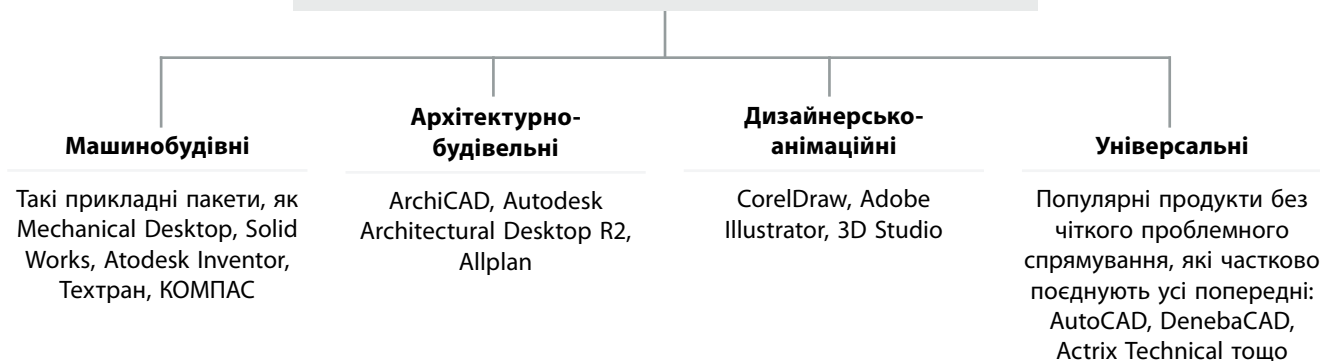 Машинобудівні
Такі прикладні пакети, як
Mechanical Desktop, Solid
Works, Atodesk Inventor,
Техтран, КОМПАС
Архітектурно-
будівельні
ArchiCAD, Autodesk
Architectural Desktop R2,
Allplan
Дизайнерсько-
анімаційні
CorelDraw, Adobe
Illustrator, 3D Studio
Універсальні
Популярні продукти без
чіткого проблемного
спрямування, які частково
поєднують усі попередні:
AutoCAD, DenebaCAD,
Actrix Technical тощо